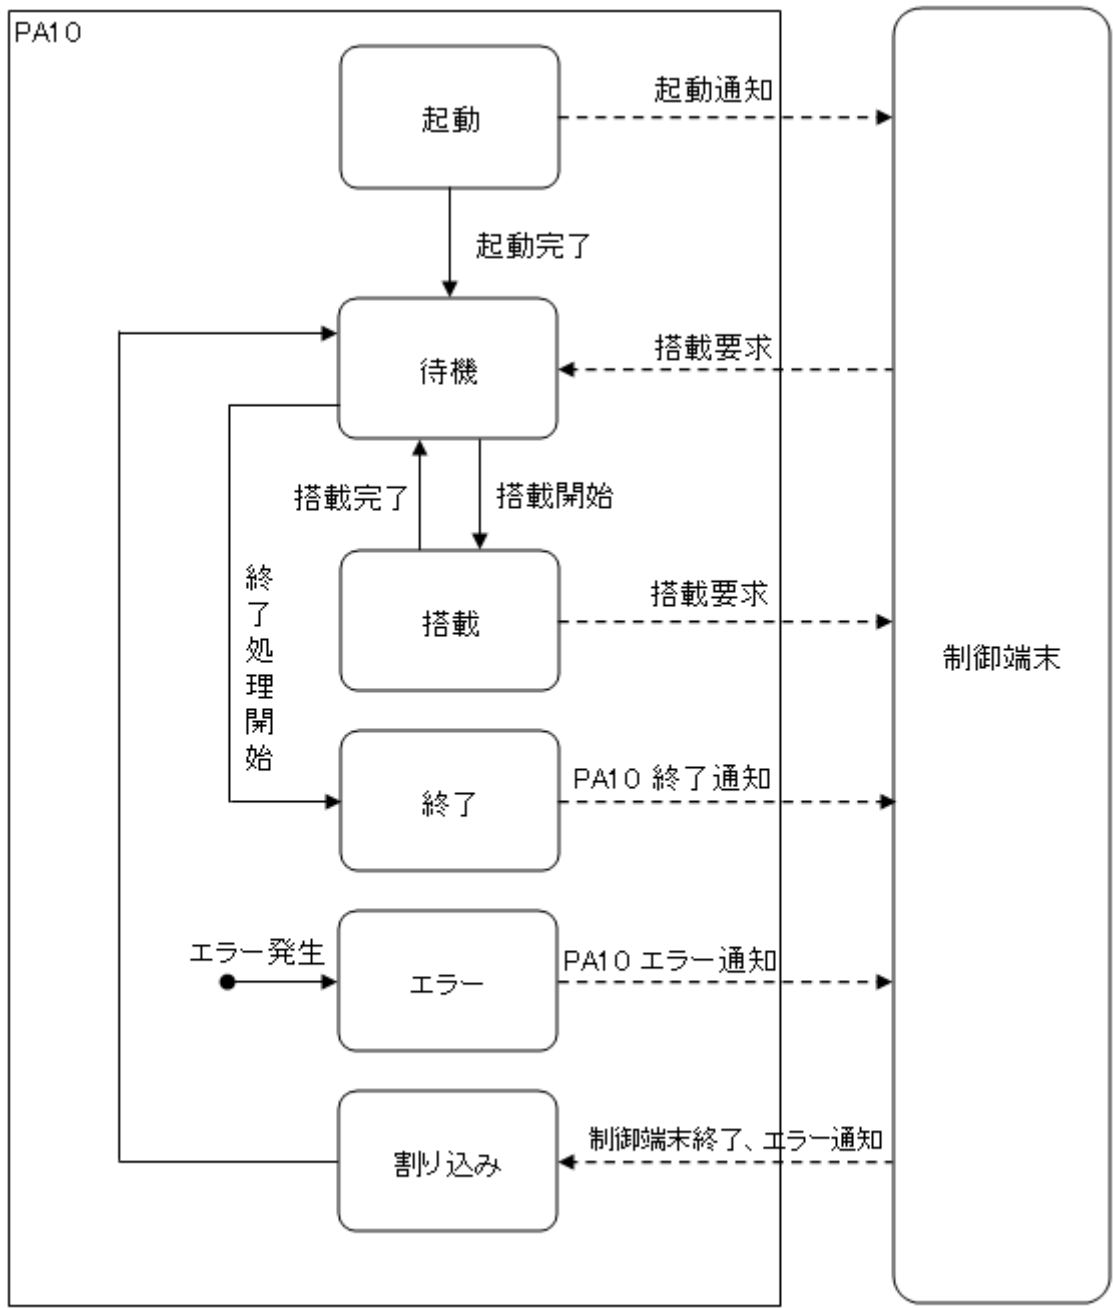 PA10
起動
起動通知
起動完了
待機
搭載要求
搭載完了
搭載開始
終了処理開始
搭載
搭載要求
制御端末
終了
PA10 終了通知
エラー発生
エラー
PA10 エラー通知
割り込み
制御端末終了、エラー通知